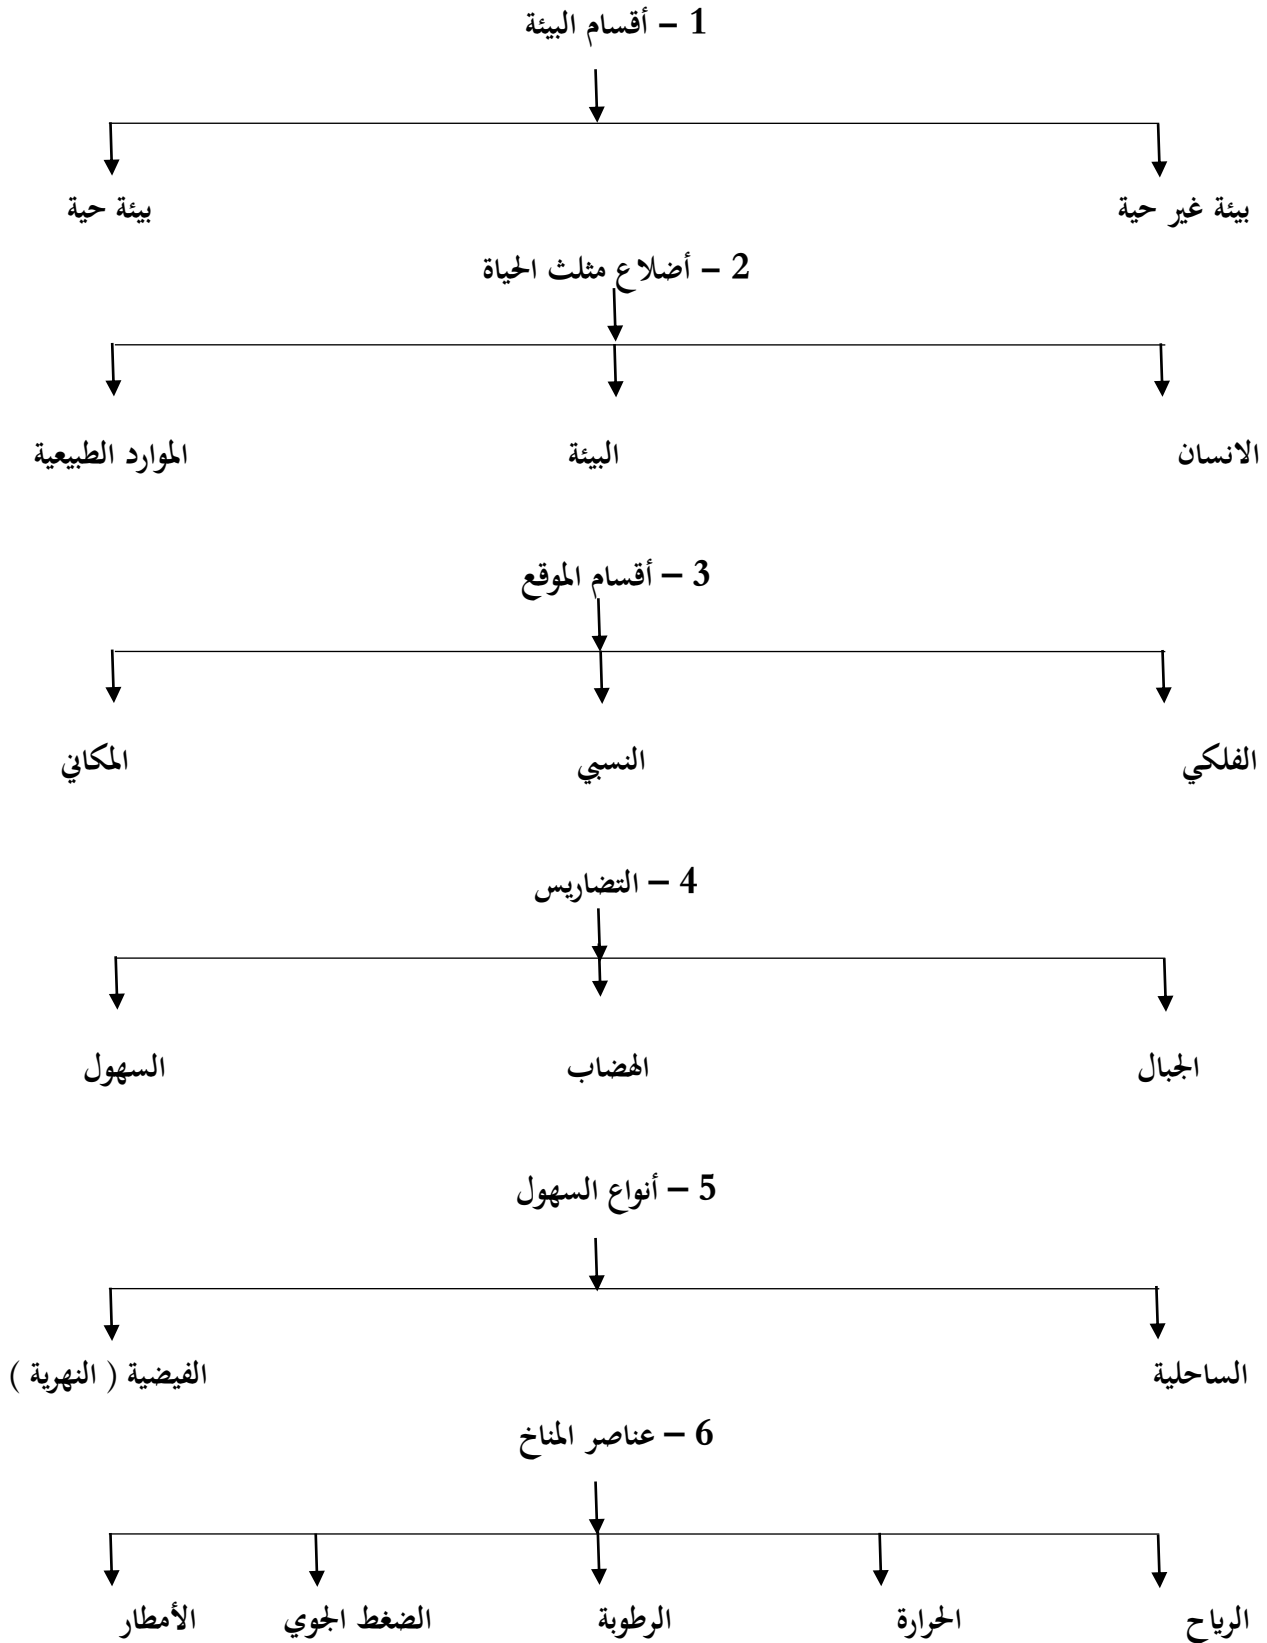 1 – أقسام البيئة
بيئة غير حية بيئة حية
2 – أضلاع مثلث الحياة
الانسان البيئة الموارد الطبيعية
3 – أقسام الموقع
الفلكي النسبي المكاني
4 – التضاريس
الجبال الهضاب السهول
5 – أنواع السهول
الساحلية الفيضية ( النهرية )
6 – عناصر المناخ
الرياح الحرارة الرطوبة الضغط الجوي الأمطار